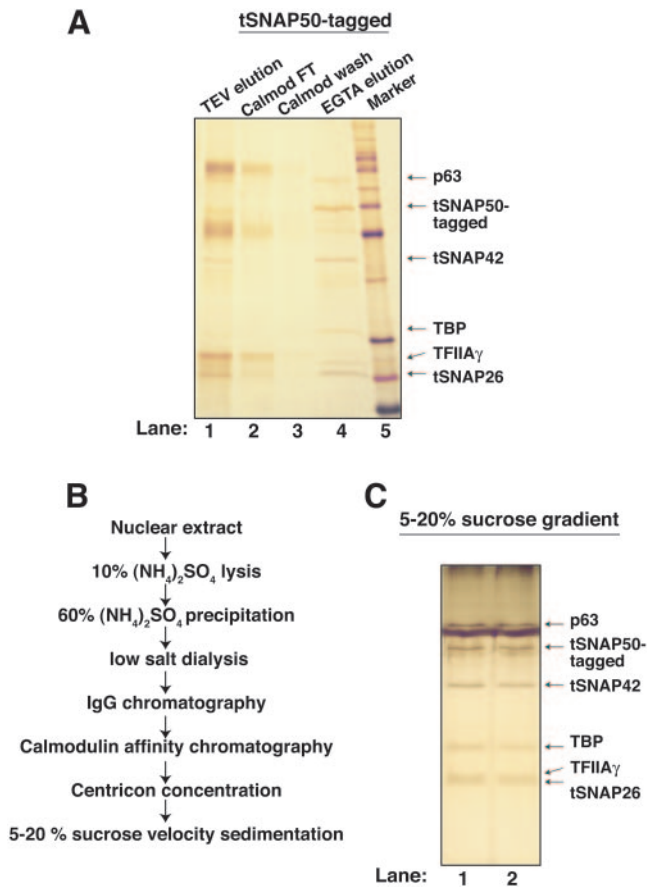 A
tSNAP50-tagged
TEV elution
Calmod FT
Calmod wash
EGTA elution
Marker
p63
tSNAP50-
tagged
tSNAP42
TBP
TFIIAγ
tSNAP26
Lane: 1 2 3 4 5
B
Nuclear extract
10% (NH₄)₂SO₄ lysis
60% (NH₄)₂SO₄ precipitation
low salt dialysis
IgG chromatography
Calmodulin affinity chromatography
Centricon concentration
5-20 % sucrose velocity sedimentation
C
5-20% sucrose gradient
p63
tSNAP50-
tagged
tSNAP42
TBP
TFIIAγ
tSNAP26
Lane: 1 2